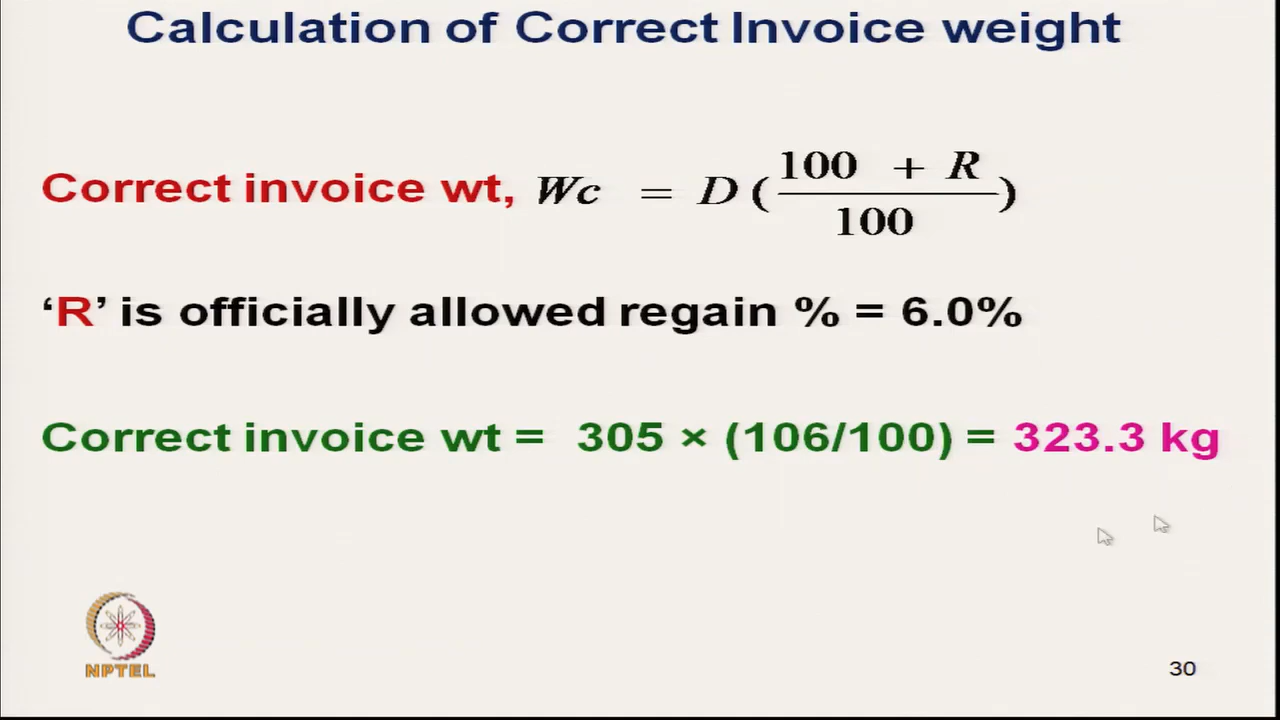 Calculation of Correct Invoice weight
Correct invoice wt, Wc = D ( 100 + R / 100 )
‘R’ is officially allowed regain % = 6.0%
Correct invoice wt = 305 × (106/100) = 323.3 kg
NPTEL
30